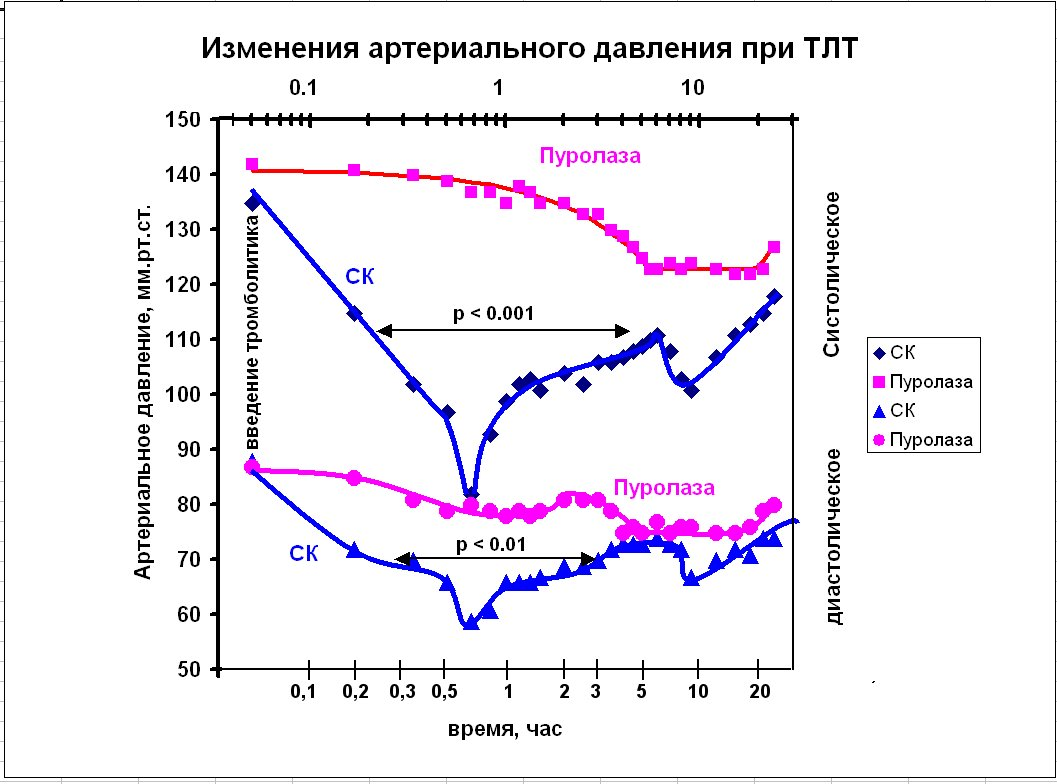 Изменения артериального давления при ТЛТ
0.1 1 10
150
140
130
120
110
100
90
80
70
60
50
Артериальное давление, мм.рт.ст.
введение тромболитика
Пуролаза
СК
p < 0.001
Пуролаза
СК
p < 0.01
Систолическое
диастолическое
СК
Пуролаза
СК
Пуролаза
0,1 0,2 0,3 0,5 1 2 3 5 10 20
время, час